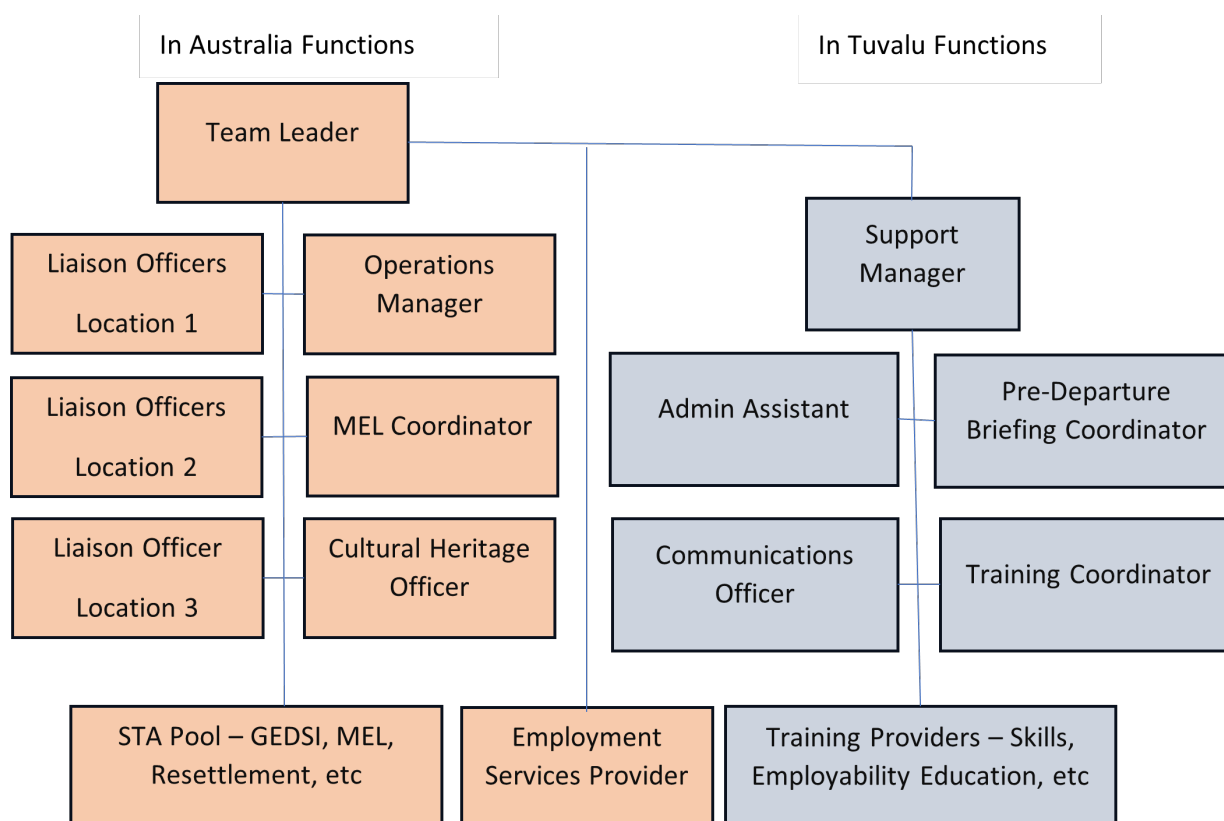 In Australia Functions
In Tuvalu Functions
Team Leader
Support
Manager
Liaison Officers
Location 1
Operations
Manager
Liaison Officers
Location 2
MEL Coordinator
Admin Assistant
Pre-Departure
Briefing Coordinator
Liaison Officer
Location 3
Cultural Heritage
Officer
Communications
Officer
Training Coordinator
STA Pool – GEDSI, MEL,
Resettlement, etc
Employment
Services Provider
Training Providers – Skills,
Employability Education, etc